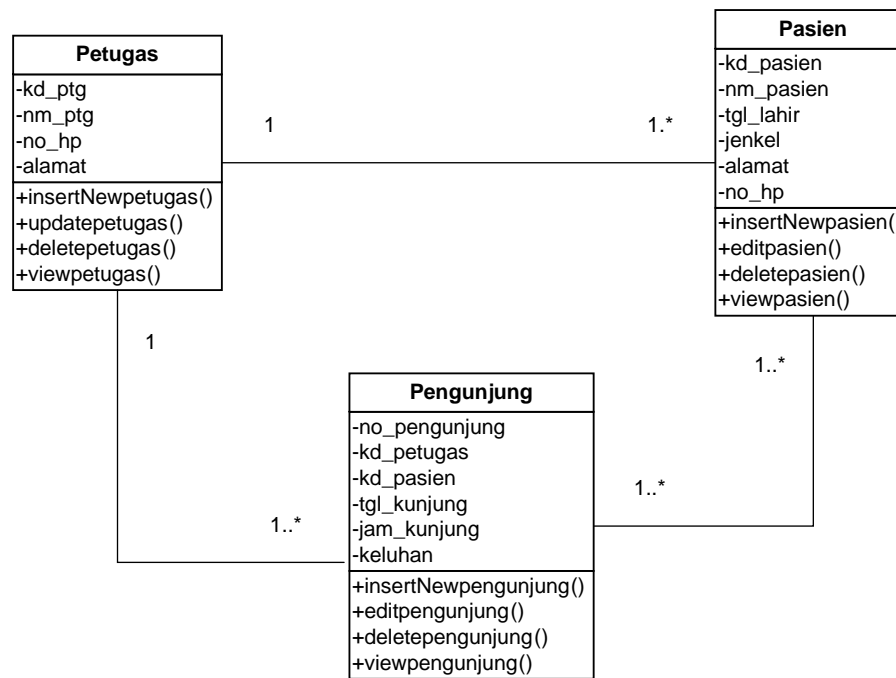 Petugas
-kd_ptg
-nm_ptg
-no_hp
-alamat
+insertNewpetugas()
+updatepetugas()
+deletepetugas()
+viewpetugas()
1
1.*
Pasien
-kd_pasien
-nm_pasien
-tgl_lahir
-jenkel
-alamat
-no_hp
+insertNewpasien(
+editpasien()
+deletepasien()
+viewpasien()
1
1..*
1..*
1..*
Pengunjung
-no_pengunjung
-kd_petugas
-kd_pasien
-tgl_kunjung
-jam_kunjung
-keluhan
+insertNewpengunjung()
+editpengunjung()
+deletepengunjung()
+viewpengunjung()